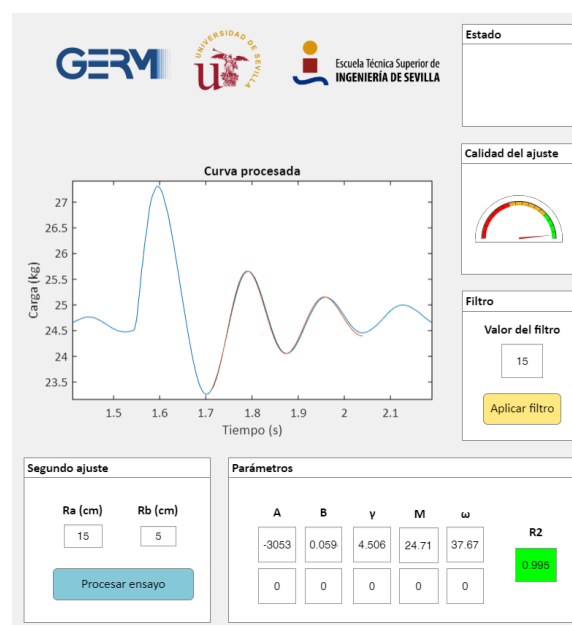 Estado
GERM
UNIVERSIDAD DE SEVILLA
Escuela Técnica Superior de
INGENIERÍA DE SEVILLA
Calidad del ajuste
Curva procesada
27
26.5
26
25.5
25
24.5
24
23.5
Carga (kg)
1.5 1.6 1.7 1.8 1.9 2 2.1
Tiempo (s)
Filtro
Valor del filtro
15
Aplicar filtro
Segundo ajuste
Ra (cm) Rb (cm)
15 5
Procesar ensayo
Parámetros
A B γ M ω
R2
-3053 0.059 4.506 24.71 37.67
0.995
0 0 0 0 0